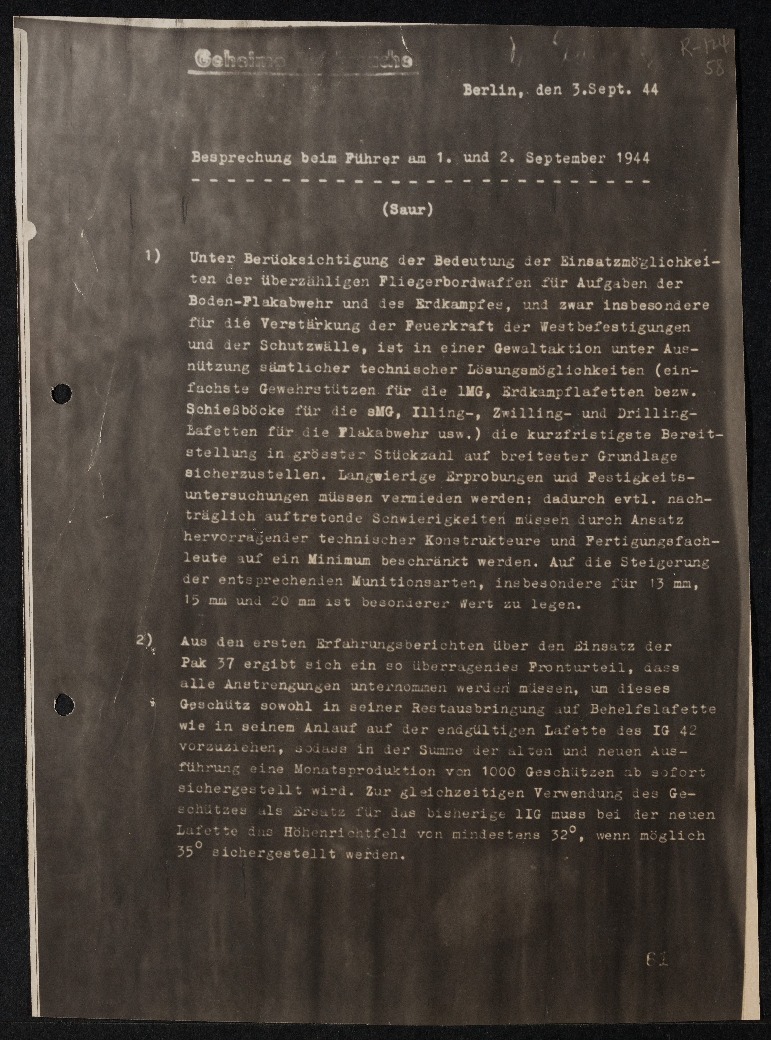 Geheime
R-124
58
Berlin, den 3.Sept. 44
Besprechung beim Führer am 1. und 2. September 1944
(Saur)
1) Unter Berücksichtigung der Bedeutung der Einsatzmöglichkei-
ten der überzähligen Fliegerbordwaffen für Aufgaben der
Boden-Flakabwehr und des Erdkampfes, und zwar insbesondere
für die Verstärkung der Feuerkraft der Westbefestigungen
und der Schutzwälle, ist in einer Gewaltaktion unter Aus-
nützung sämtlicher technischer Lösungsmöglichkeiten (ein-
fachste Gewehrstützen für die lMG, Erdkampflafetten bezw.
Schießböcke für die sMG, Illing-, Zwilling- und Drilling-
Lafetten für die Flakabwehr usw.) die kurzfristigste Bereit-
stellung in grösster Stückzahl auf breitester Grundlage
sicherzustellen. Langwierige Erprobungen und Festigkeits-
untersuchungen müssen vermieden werden; dadurch evtl. nach-
träglich auftretende Schwierigkeiten müssen durch Ansatz
hervorragender technischer Konstrukteure und Fertigungsfach-
leute auf ein Minimum beschränkt werden. Auf die Steigerung
der entsprechenden Munitionsarten, insbesondere für 13 mm,
15 mm und 20 mm ist besonderer Wert zu legen.
2) Aus den ersten Erfahrungsberichten über den Einsatz der
Pak 37 ergibt sich ein so überragendes Fronturteil, dass
alle Anstrengungen unternommen werden müssen, um dieses
Geschütz sowohl in seiner Restausbringung auf Behelfslafette
wie in seinem Anlauf auf der endgültigen Lafette des IG 42
vorzuziehen, sodass in der Summe der alten und neuen Aus-
führung eine Monatsproduktion von 1000 Geschützen ab sofort
sichergestellt wird. Zur gleichzeitigen Verwendung des Ge-
schützes als Ersatz für das bisherige lIG muss bei der neuen
Lafette das Höhenrichtfeld von mindestens 32°, wenn möglich
35° sichergestellt werden.
61